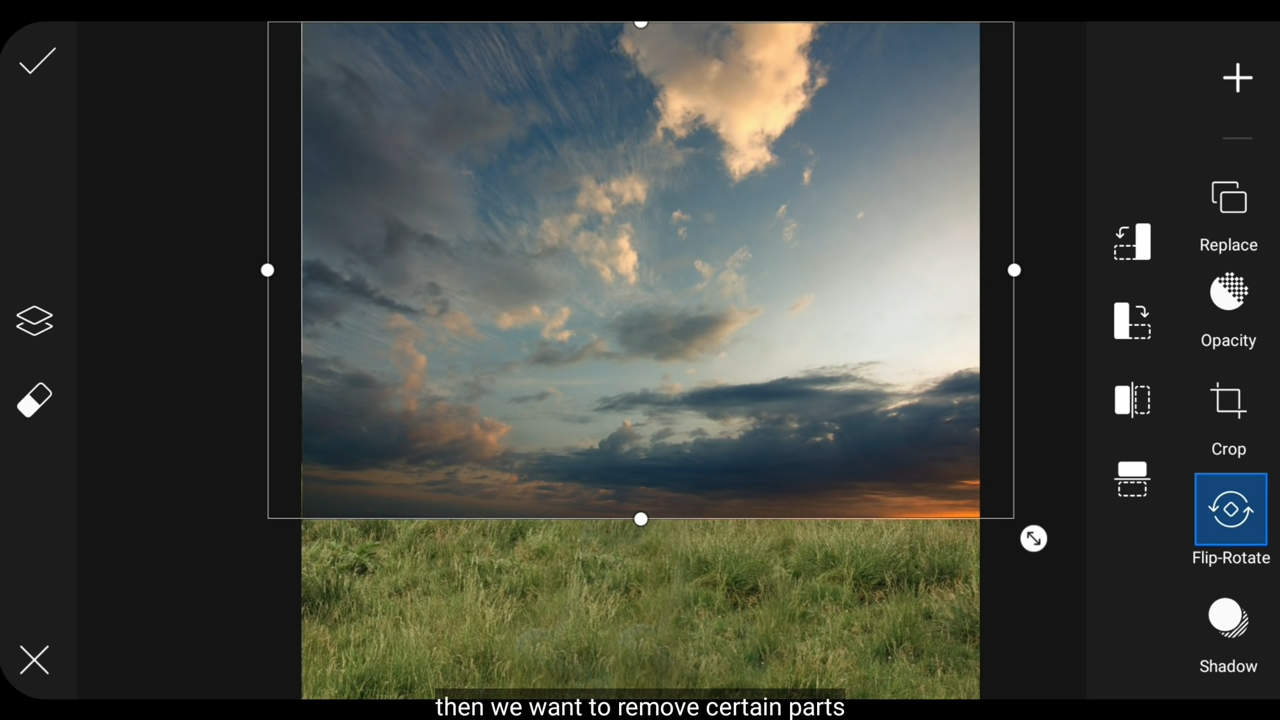 Replace
Opacity
Crop
Flip-Rotate
Shadow
then we want to remove certain parts